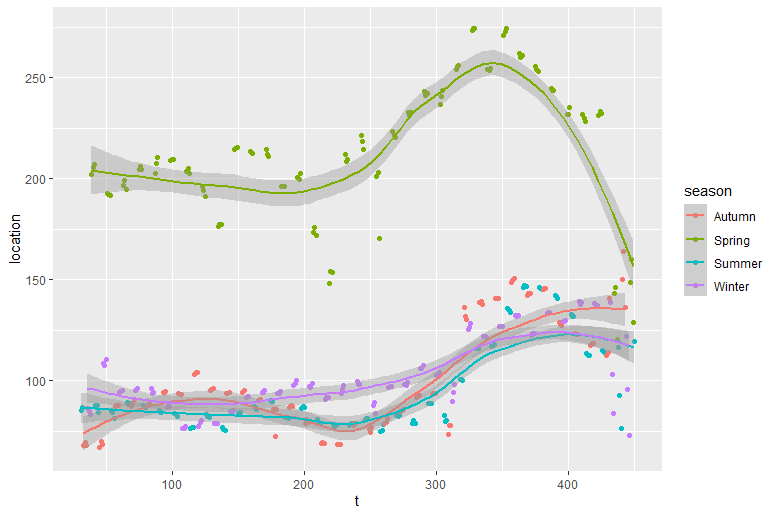 250
200
150
100
location
100
200
300
400
t
season
Autumn
Spring
Summer
Winter